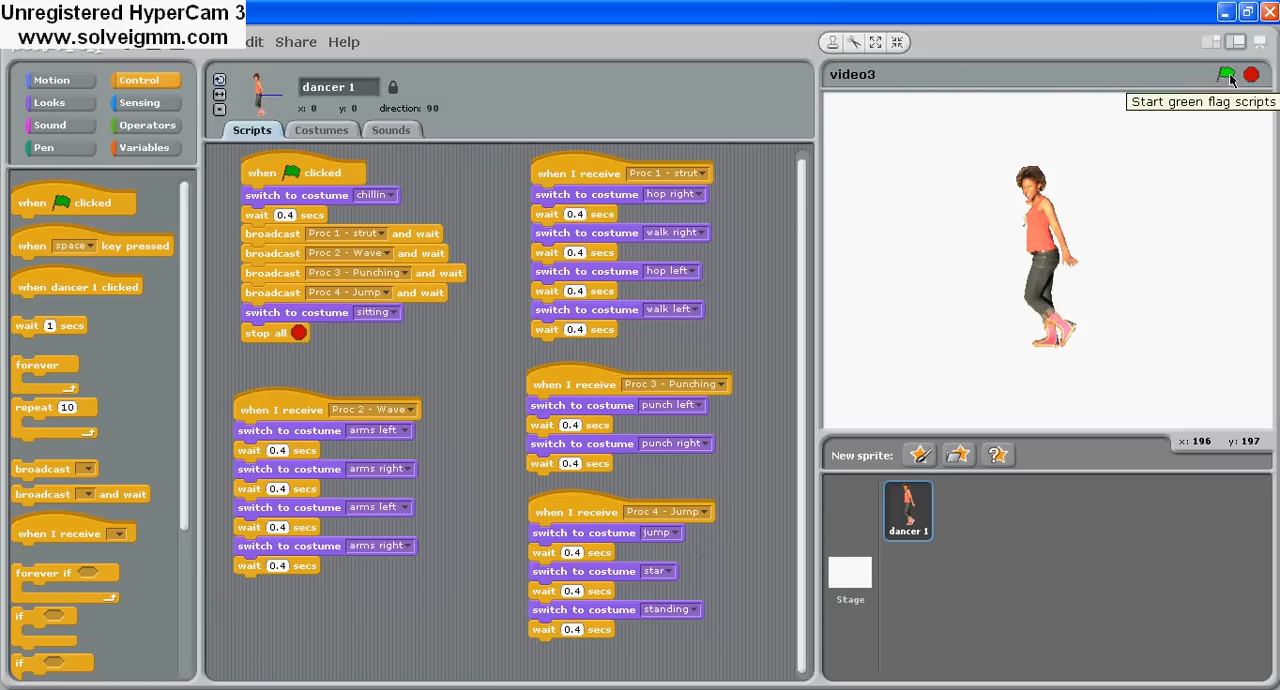 Unregistered HyperCam 3
www.solveigmm.com
dit Share Help
Motion Control
Looks Sensing
Sound Operators
Pen Variables
when clicked
when space key pressed
when dancer 1 clicked
wait 1 secs
forever
repeat 10
broadcast
broadcast and wait
when I receive
forever if
if
if
dancer 1
x: 0 y: 0 direction: 90
Scripts Costumes Sounds
when clicked
switch to costume chillin
wait 0.4 secs
broadcast Proc 1 - strut and wait
broadcast Proc 2 - Wave and wait
broadcast Proc 3 - Punching and wait
broadcast Proc 4 - Jump and wait
switch to costume sitting
stop all
when I receive Proc 2 - Wave
switch to costume arms left
wait 0.4 secs
switch to costume arms right
wait 0.4 secs
switch to costume arms left
wait 0.4 secs
switch to costume arms right
wait 0.4 secs
when I receive Proc 1 - strut
switch to costume hop right
wait 0.4 secs
switch to costume walk right
wait 0.4 secs
switch to costume hop left
wait 0.4 secs
switch to costume walk left
wait 0.4 secs
when I receive Proc 3 - Punching
switch to costume punch left
wait 0.4 secs
switch to costume punch right
wait 0.4 secs
when I receive Proc 4 - Jump
switch to costume jump
wait 0.4 secs
switch to costume star
wait 0.4 secs
switch to costume standing
wait 0.4 secs
video3
Start green flag scripts
x: 196 y: 197
New sprite:
dancer 1
Stage